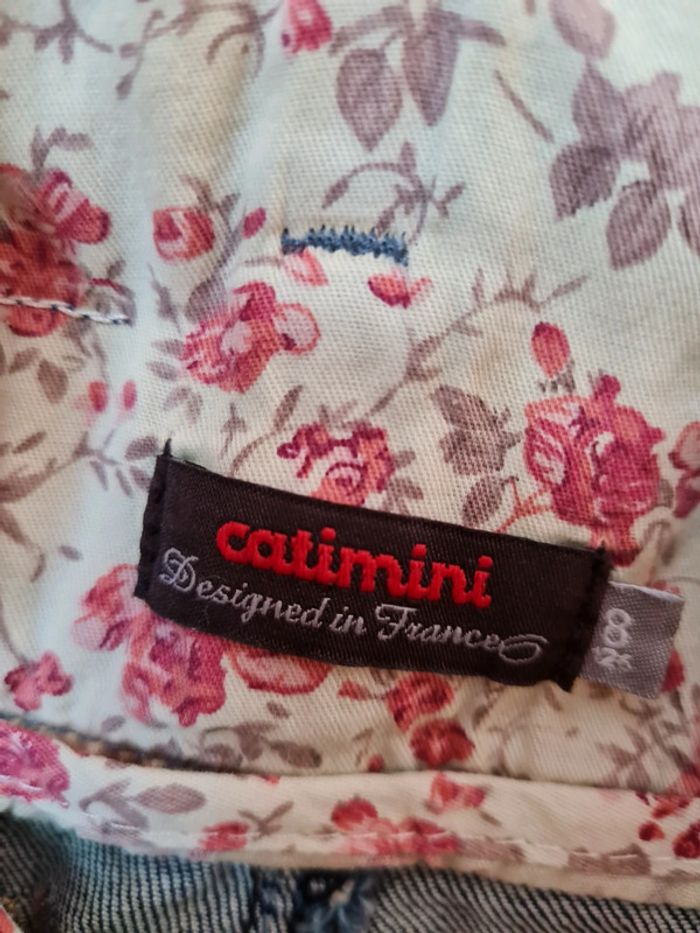 catimini
Designed in France
8